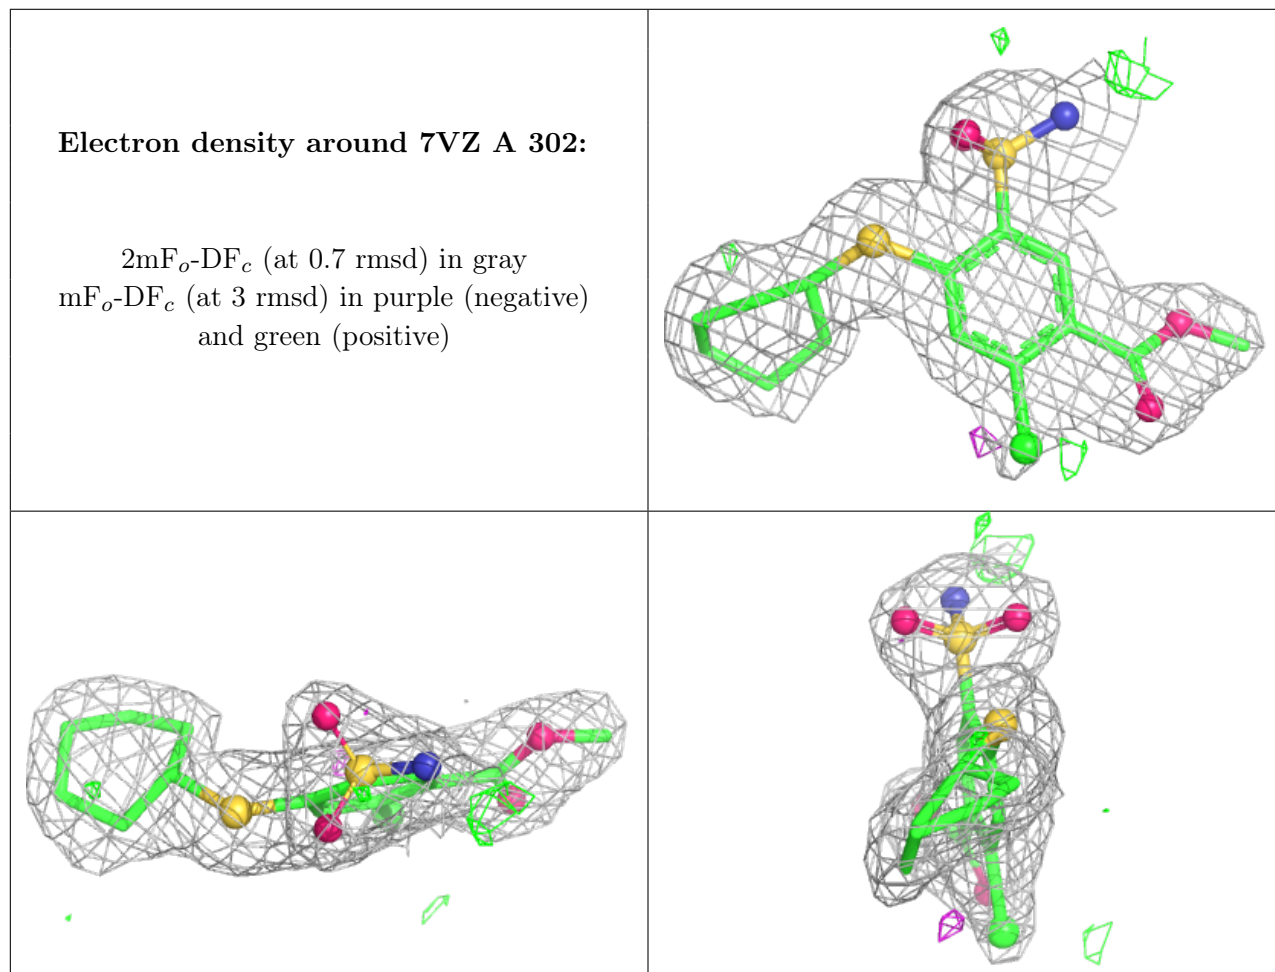 Electron density around 7VZ A 302:
2mFₒ-DF𝒸 (at 0.7 rmsd) in gray
mFₒ-DF𝒸 (at 3 rmsd) in purple (negative)
and green (positive)